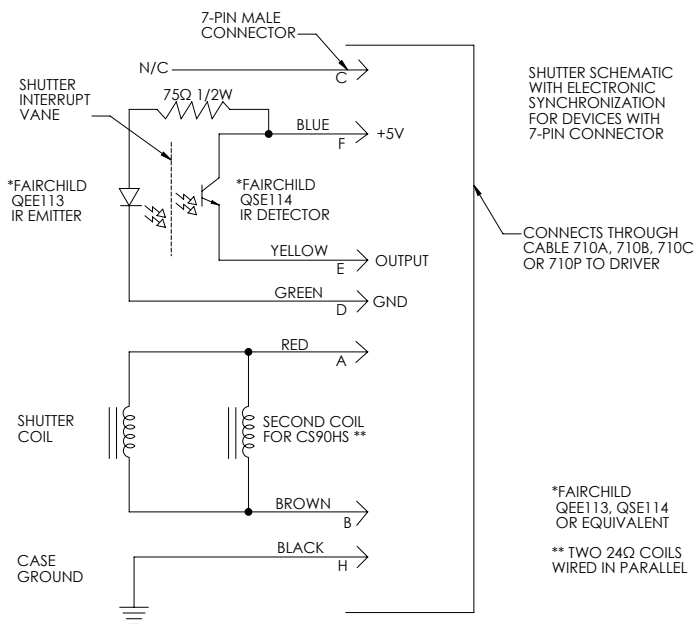 7-PIN MALE
CONNECTOR
N/C
C
SHUTTER SCHEMATIC
WITH ELECTRONIC
SYNCHRONIZATION
FOR DEVICES WITH
7-PIN CONNECTOR
SHUTTER
INTERRUPT
VANE
75Ω 1/2W
BLUE
F
+5V
*FAIRCHILD
QEE113
IR EMITTER
*FAIRCHILD
QSE114
IR DETECTOR
YELLOW
E
OUTPUT
CONNECTS THROUGH
CABLE 710A, 710B, 710C
OR 710P TO DRIVER
GREEN
D
GND
RED
A
SHUTTER
COIL
SECOND COIL
FOR CS90HS **
BROWN
B
*FAIRCHILD
QEE113, QSE114
OR EQUIVALENT
** TWO 24Ω COILS
WIRED IN PARALLEL
BLACK
H
CASE
GROUND